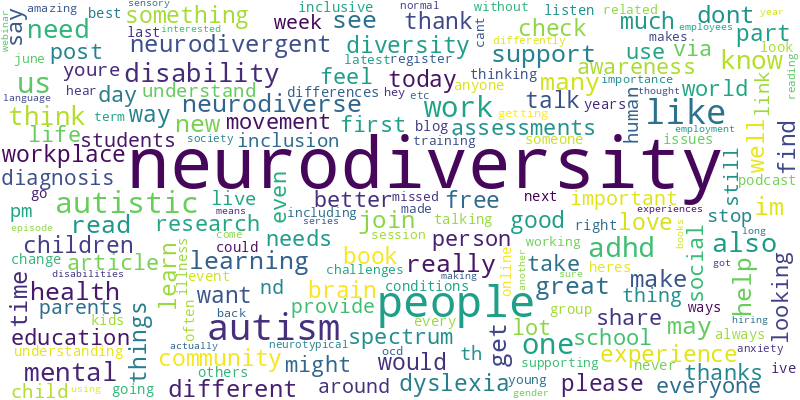 say amazing best sensory something inclusive normal without related employees year
need last week see thank listen much dont
webinar neurodivergent diversity check use via part
june post latest register interested cant makes differently look
us youre disability feel today support awareness know
language hear day understand differences hey etc thinking anyone many importance link reading
think term way neurodiverse work talk years world
life new movement first blog assessments getting thought like
students society inclusion training someone human issues employment well find
workplace neurodiversity still podcast
diagnosis go live even better missed free next important experiences im
autistic including made
pm read means series join talking good right love stop books long
episode research come needs session working adhd also
children could person
change article illness learning book really another online take heres social got
learn challenges
time health often event want nd brain conditions making great sure make help looking
disabilities back provide people group thing ways
parents kids things autism every get lot share may hiring
education spectrum one school always
understanding actually neurotypical ocd th supporting never experience anxiety
mental community might would thanks ive
others young
child using going different around dyslexia gender please everyone